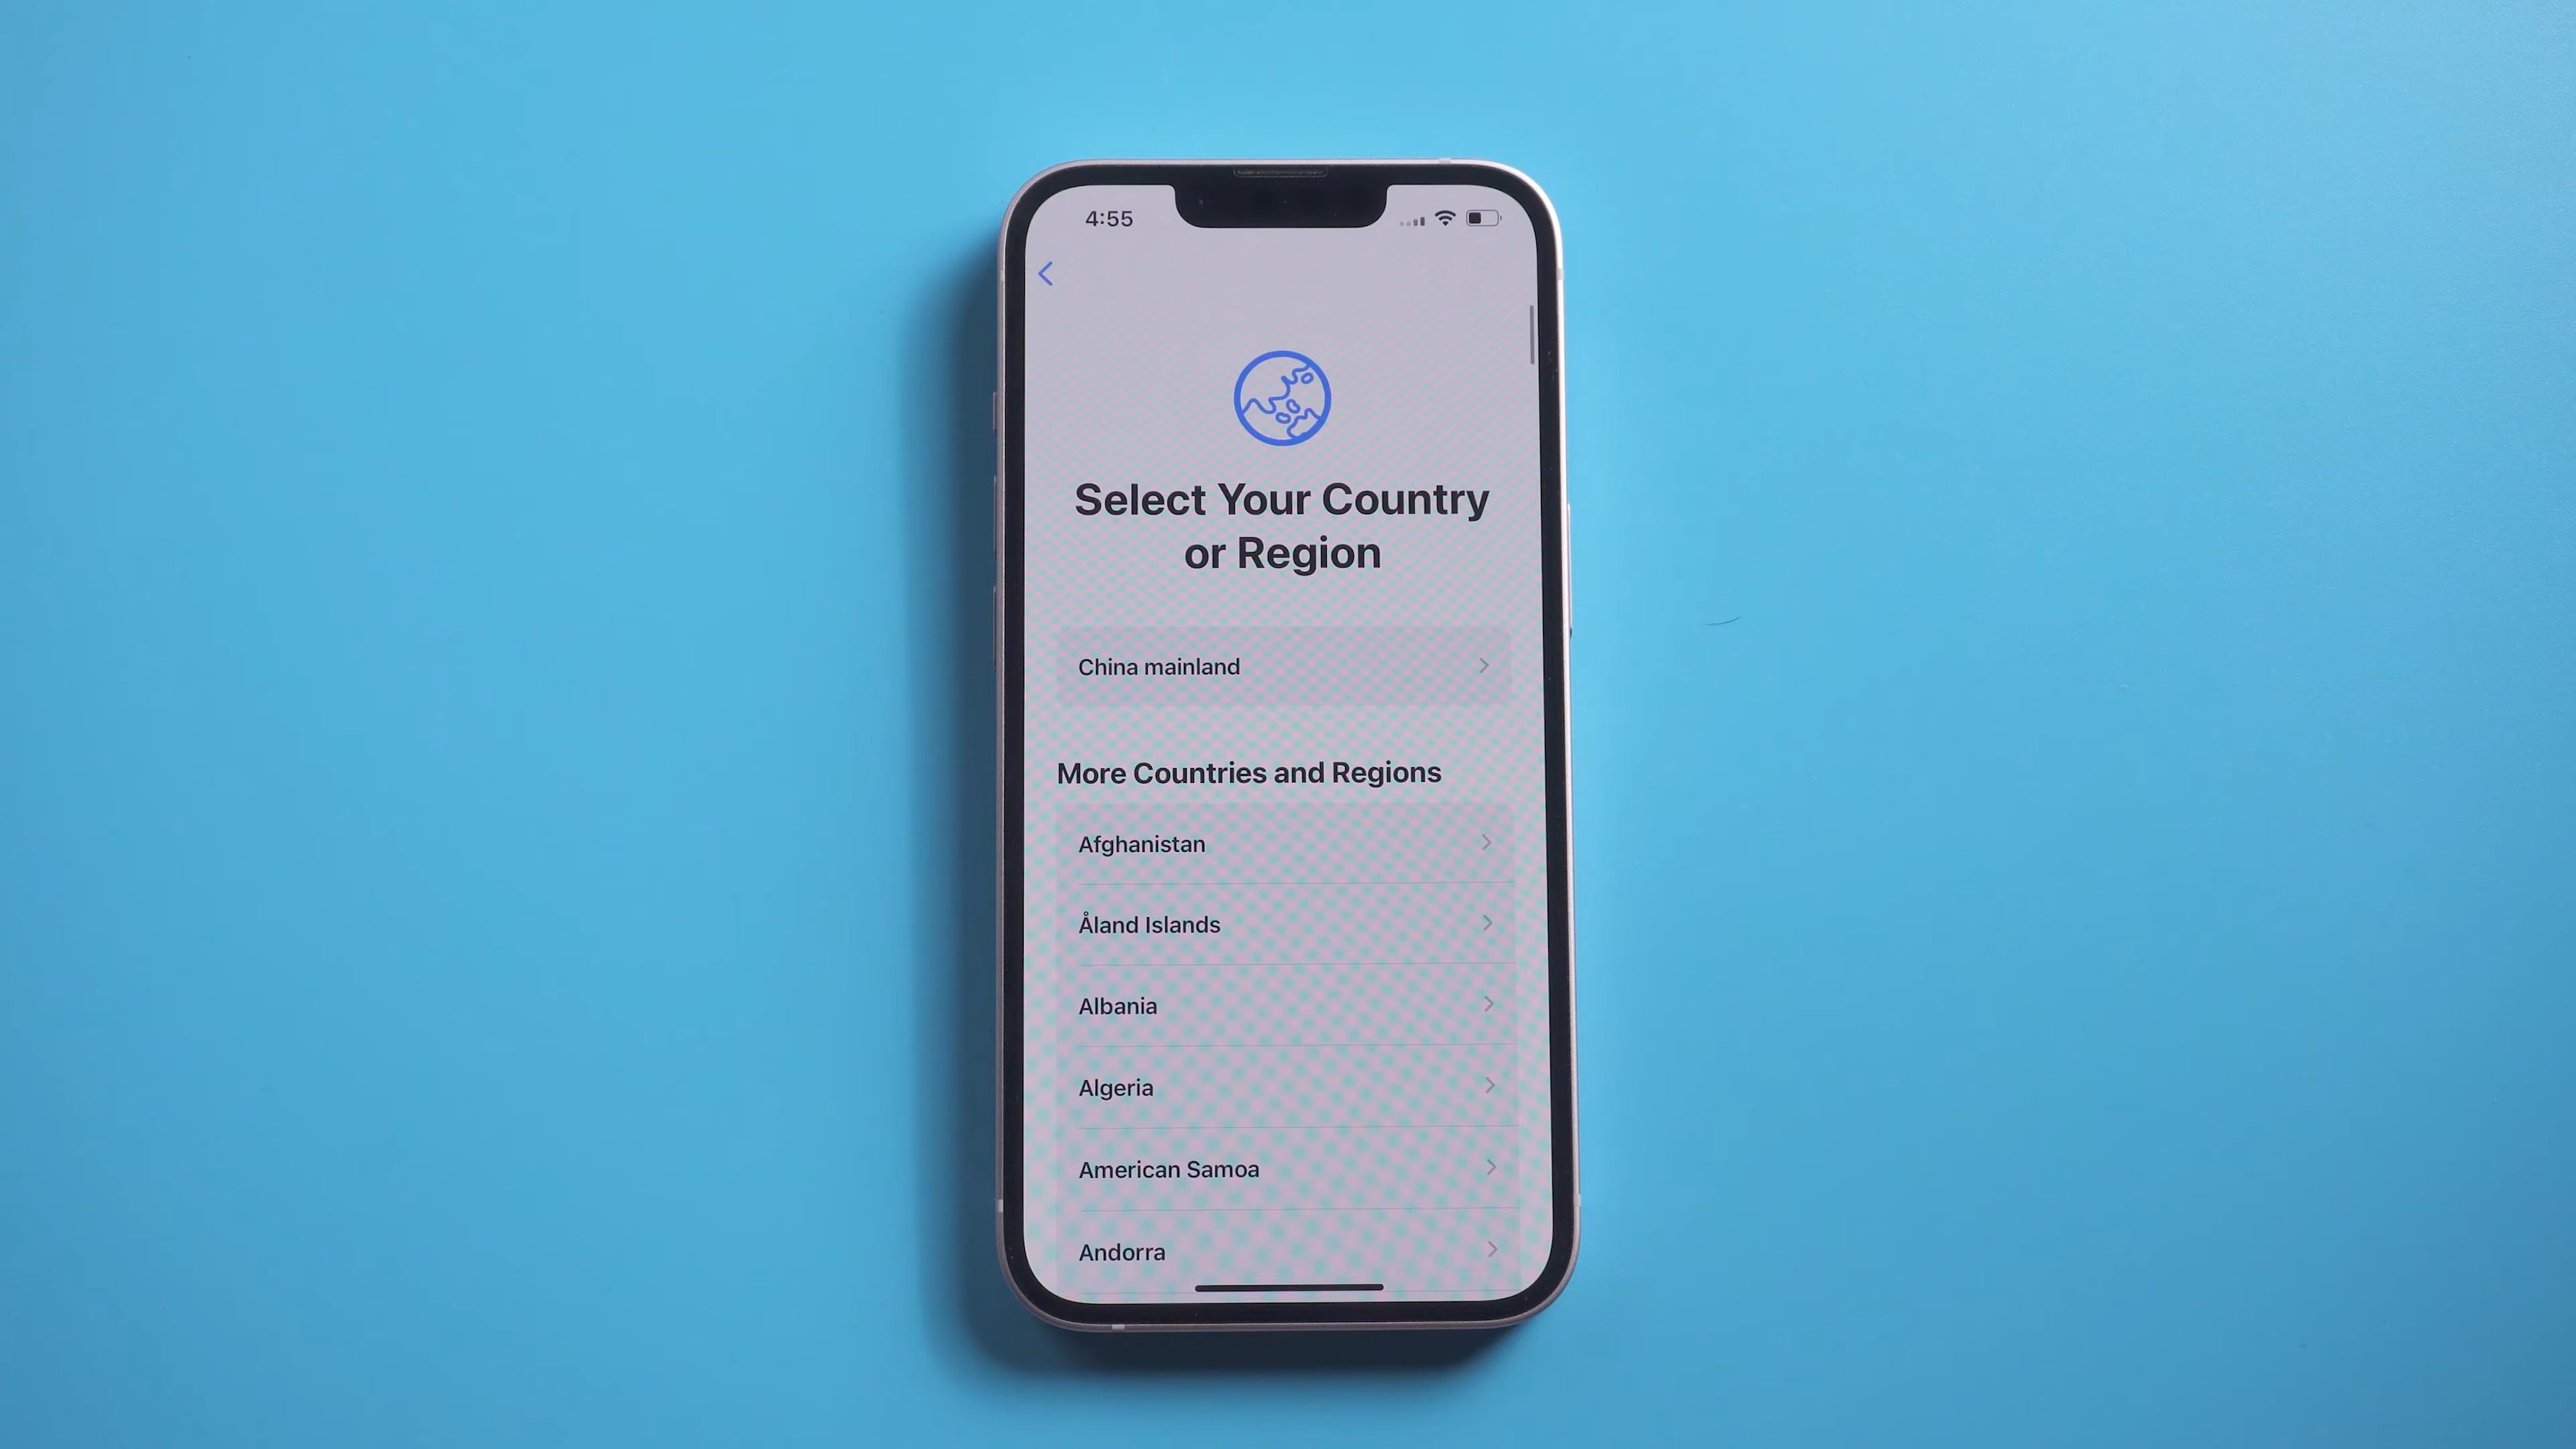 4:55
Select Your Country
or Region
China mainland
More Countries and Regions
Afghanistan
Åland Islands
Albania
Algeria
American Samoa
Andorra